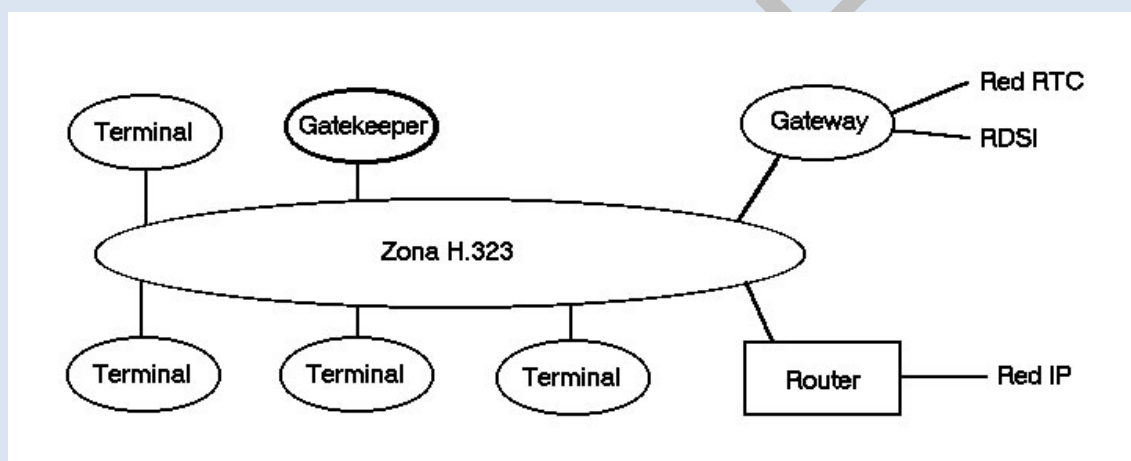 Red RTC
Terminal
Gatekeeper
Gateway
RDSI
Zona H.323
Terminal
Terminal
Terminal
Router
Red IP